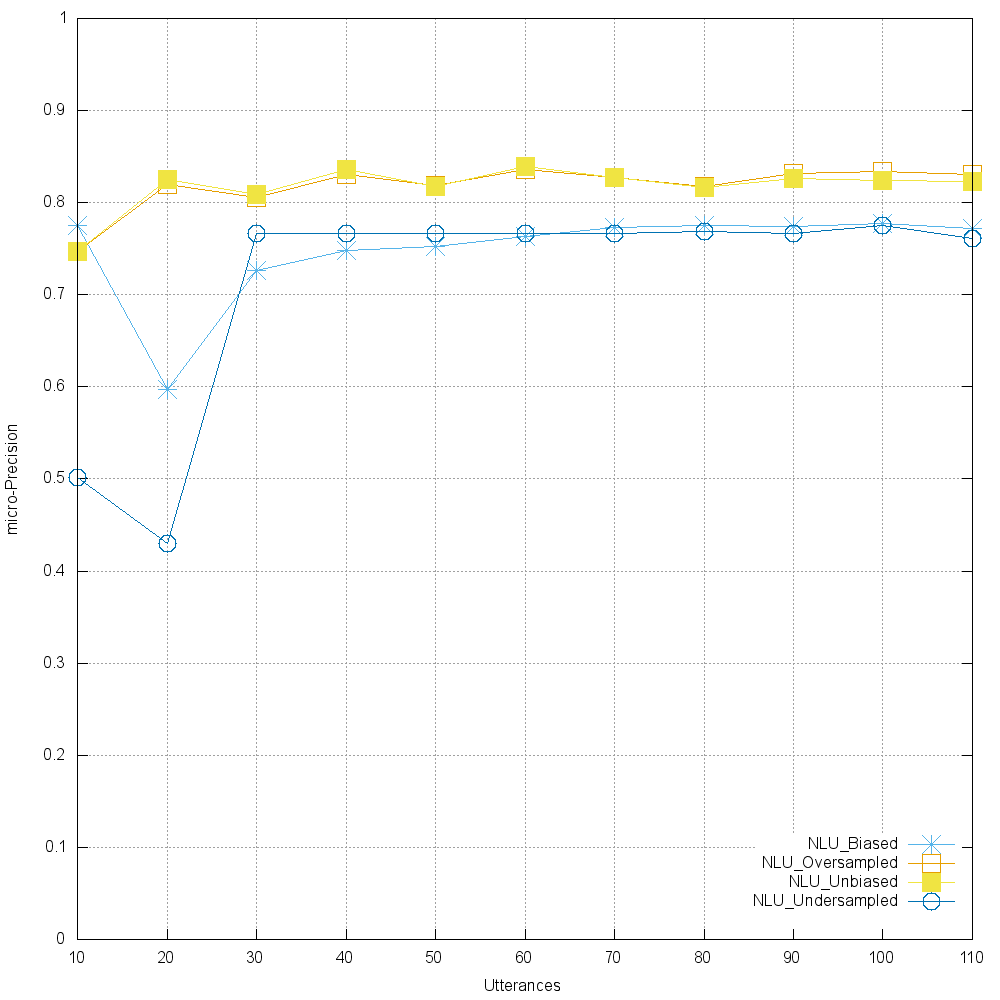 1
0.9
0.8
0.7
0.6
0.5
0.4
0.3
0.2
0.1
0
micro-Precision
NLU_Biased
NLU_Oversampled
NLU_Unbiased
NLU_Undersampled
10 20 30 40 50 60 70 80 90 100 110
Utterances